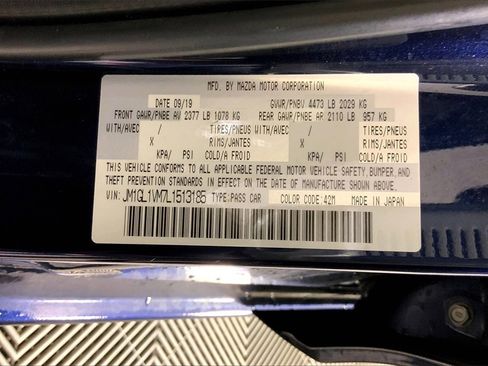 MFD. BY MAZDA MOTOR CORPORATION
DATE 09/19 GVWR/PNBV 4473 LB 2029 KG
FRONT GAWR/PNBE AV 2377 LB 1078 KG REAR GAWR/PNBE AR 2110 LB 957 KG
WITH/AVEC / TIRES/PNEUS WITH/AVEC / TIRES/PNEUS
X RIMS/JANTES X RIMS/JANTES
KPA/ PSI COLD/A FROID KPA/ PSI COLD/A FROID
THIS VEHICLE CONFORMS TO ALL APPLICABLE FEDERAL MOTOR VEHICLE SAFETY, BUMPER, AND
THEFT PREVENTION STANDARDS IN EFFECT ON THE DATE OF MANUFACTURE SHOWN ABOVE.
VIN: JM1GL1VM7L1513185 TYPE: PASS CAR COLOR CODE: 42M MADE IN JAPAN